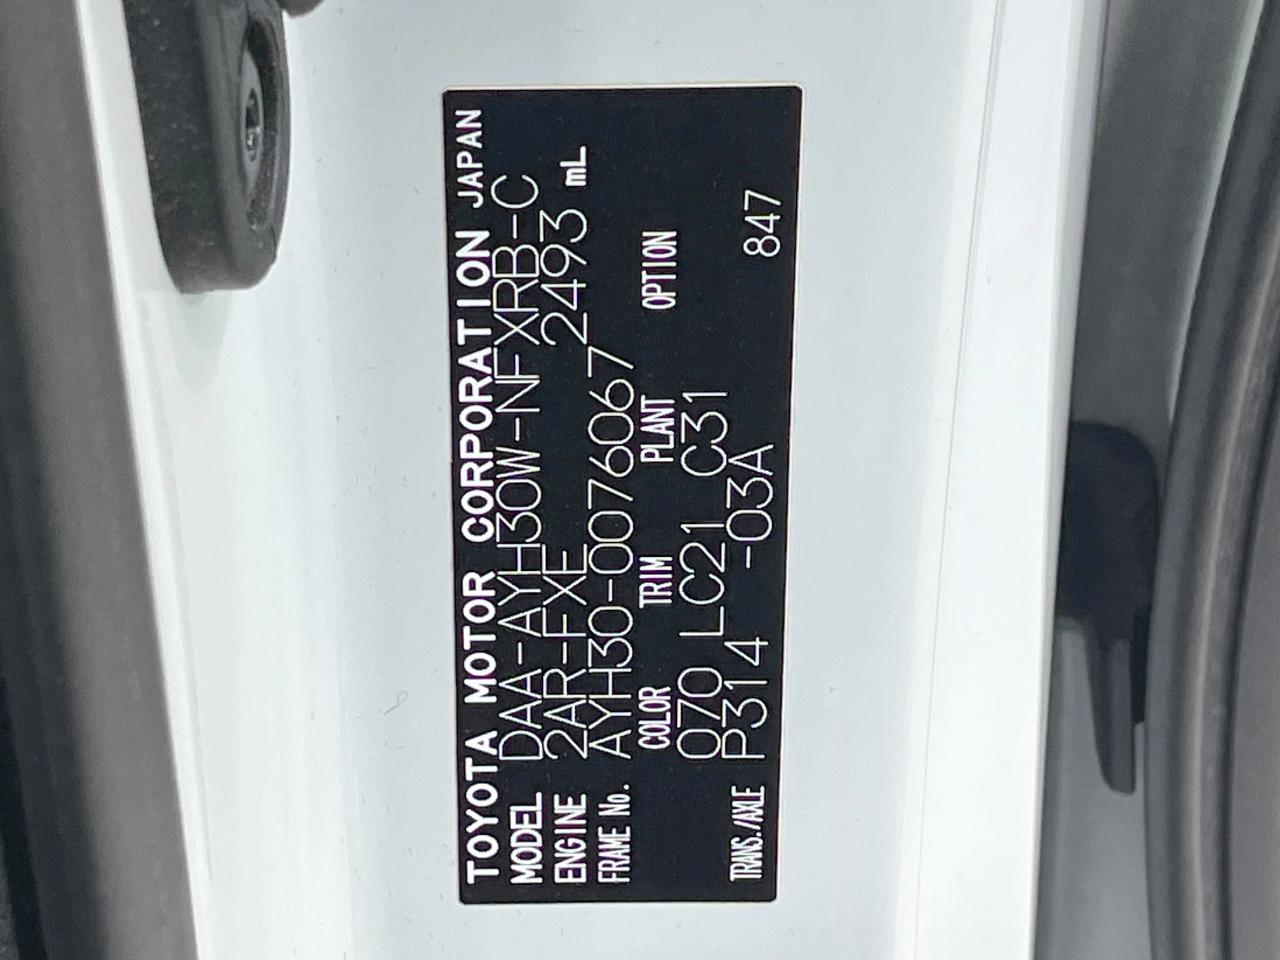 TOYOTA MOTOR CORPORATION JAPAN
MODEL DAA-AYH30W-NFXRB-C
ENGINE 2AR-FXE 2493 mL
FRAME No. AYH30-0076067
COLOR TRIM PLANT OPTION
070 LC21 C31
TRANS./AXLE P314 -03A 847